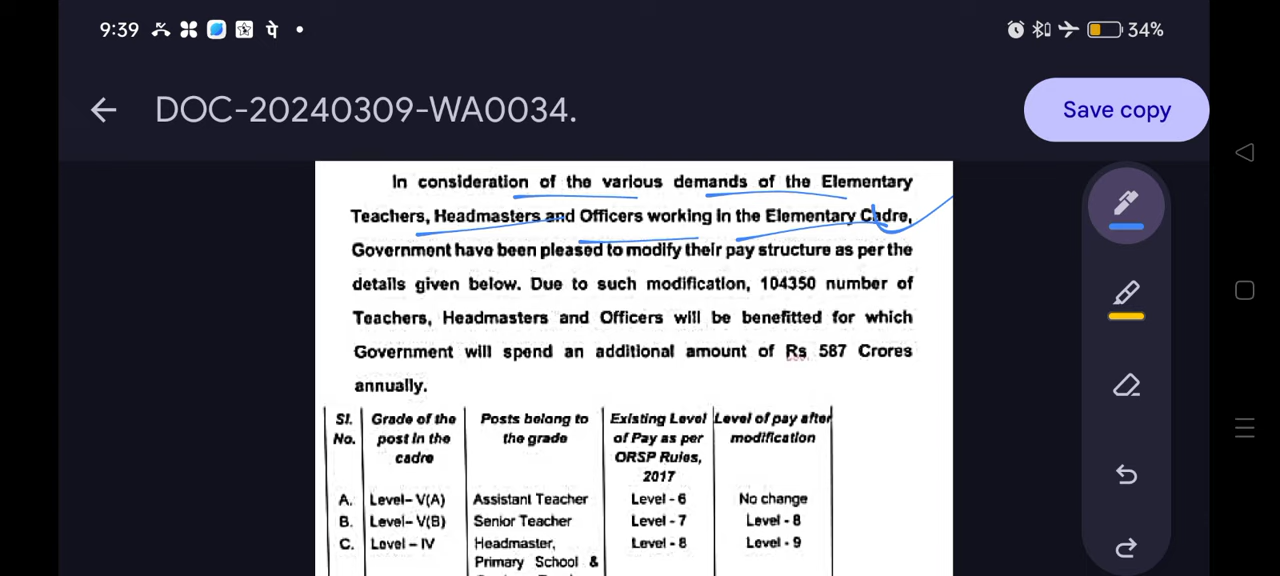 9:39 पे 34%
DOC-20240309-WA0034.
Save copy
In consideration of the various demands of the Elementary
Teachers, Headmasters and Officers working in the Elementary Cadre,
Government have been pleased to modify their pay structure as per the
details given below. Due to such modification, 104350 number of
Teachers, Headmasters and Officers will be benefitted for which
Government will spend an additional amount of Rs. 587 Crores
annually.
Sl. Grade of the Posts belong to Existing Level Level of pay after
No. post in the the grade of Pay as per modification
cadre ORSP Rules,
2017
A. Level- V(A) Assistant Teacher Level - 6 No change
B. Level- V(B) Senior Teacher Level - 7 Level - 8
C. Level – IV Headmaster, Level - 8 Level - 9
Primary School &